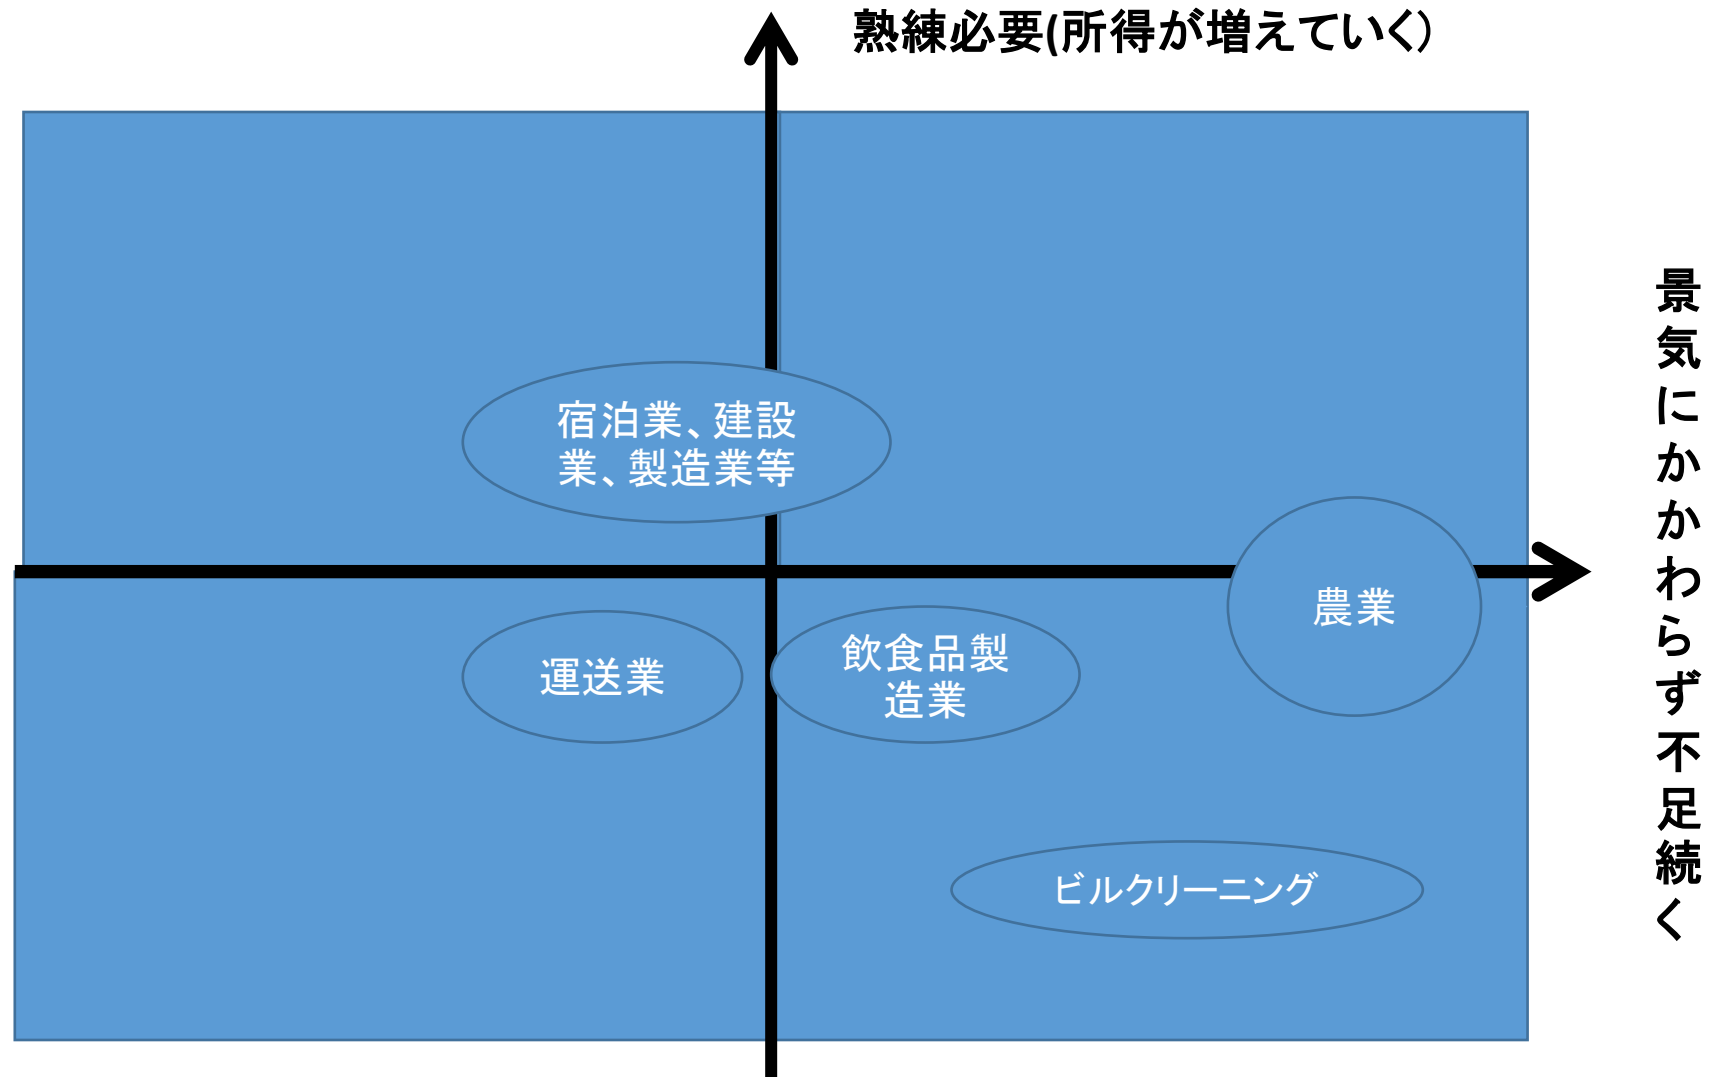 熟練必要(所得が増えていく）
宿泊業、建設
業、製造業等
景気にかかわらず不足続く
農業
運送業
飲食品製
造業
ビルクリーニング